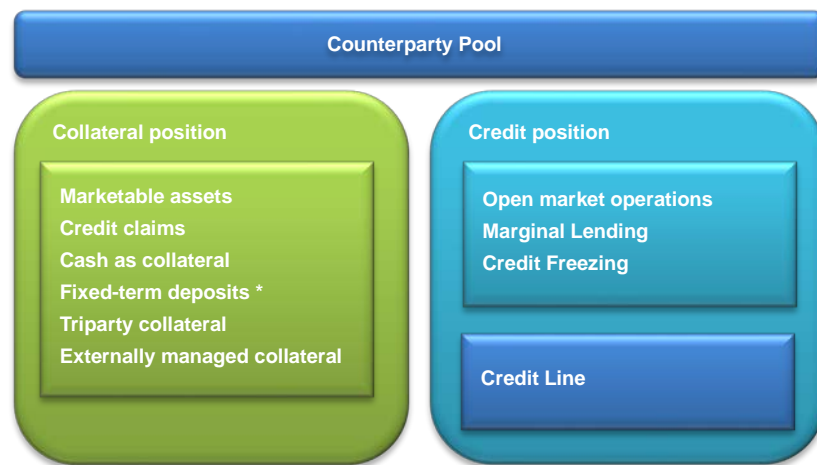 Counterparty Pool
Collateral position
Marketable assets
Credit claims
Cash as collateral
Fixed-term deposits *
Triparty collateral
Externally managed collateral
Credit position
Open market operations
Marginal Lending
Credit Freezing
Credit Line